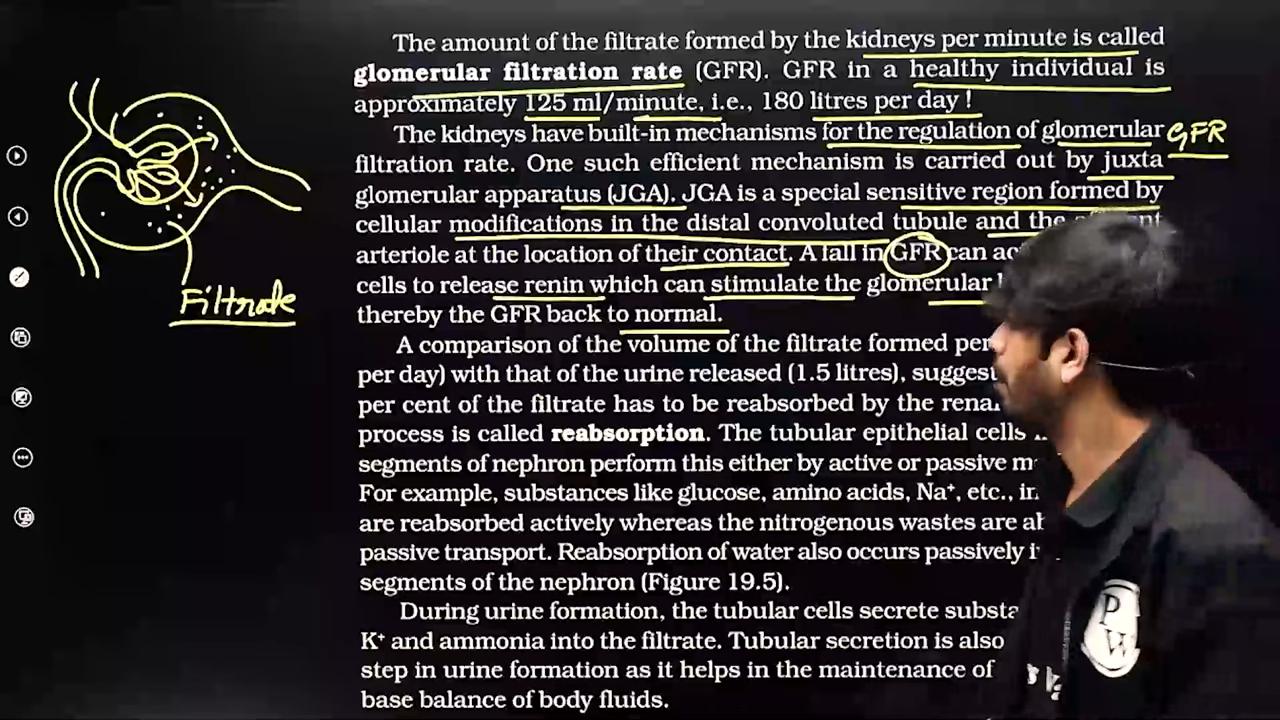 The amount of the filtrate formed by the kidneys per minute is called
glomerular filtration rate (GFR). GFR in a healthy individual is
approximately 125 ml/minute, i.e., 180 litres per day !
The kidneys have built-in mechanisms for the regulation of glomerular GFR
filtration rate. One such efficient mechanism is carried out by juxta
glomerular apparatus (JGA). JGA is a special sensitive region formed by
cellular modifications in the distal convoluted tubule and the
arteriole at the location of their contact. A fall in GFR can
cells to release renin which can stimulate the glomerular
thereby the GFR back to normal.
Filtrate
A comparison of the volume of the filtrate formed per
per day) with that of the urine released (1.5 litres),
per cent of the filtrate has to be reabsorbed by the
process is called reabsorption. The tubular epithelial cells
segments of nephron perform this either by active or passive
For example, substances like glucose, amino acids, Na⁺, etc.,
are reabsorbed actively whereas the nitrogenous wastes are
passive transport. Reabsorption of water also occurs passively
segments of the nephron (Figure 19.5).
During urine formation, the tubular cells secrete
K⁺ and ammonia into the filtrate. Tubular secretion is also
step in urine formation as it helps in the maintenance of
base balance of body fluids.
P
W